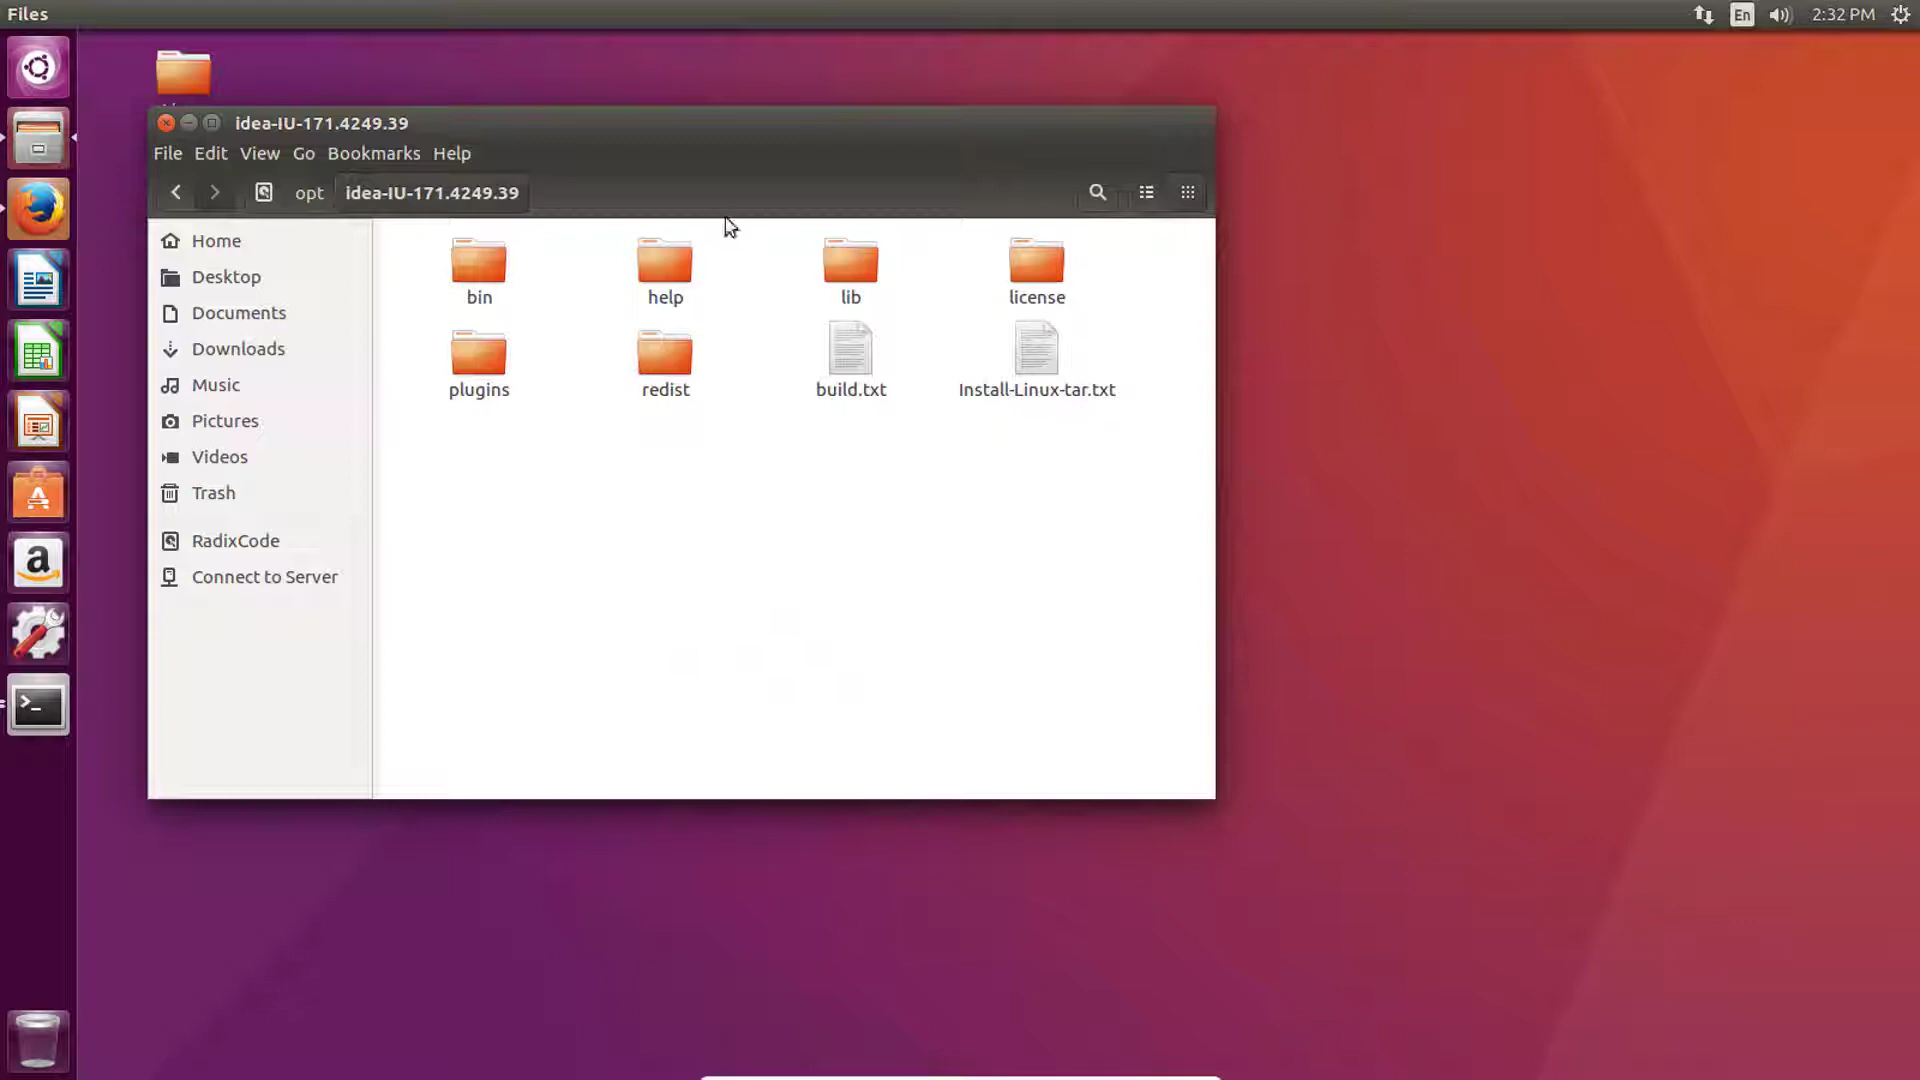 Files
En
2:32 PM
idea-IU-171.4249.39
File Edit View Go Bookmarks Help
opt idea-IU-171.4249.39
Home
Desktop
Documents
Downloads
Music
Pictures
Videos
Trash
RadixCode
Connect to Server
bin help lib license
plugins redist build.txt Install-Linux-tar.txt